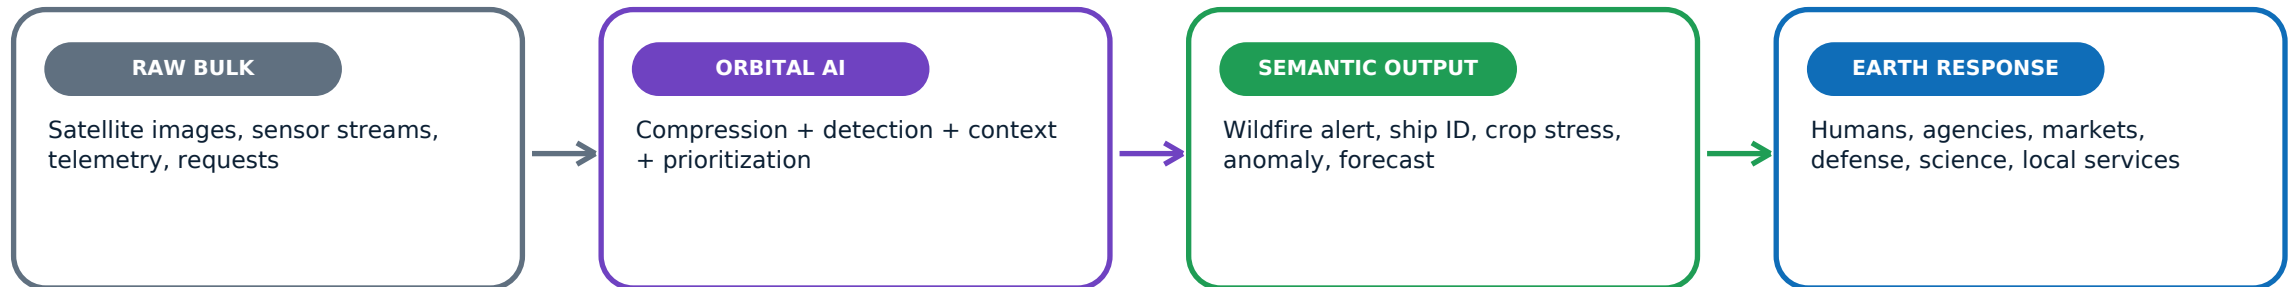 RAW BULK
Satellite images, sensor streams,
telemetry, requests
ORBITAL AI
Compression + detection + context
+ prioritization
SEMANTIC OUTPUT
Wildfire alert, ship ID, crop stress,
anomaly, forecast
EARTH RESPONSE
Humans, agencies, markets,
defense, science, local services